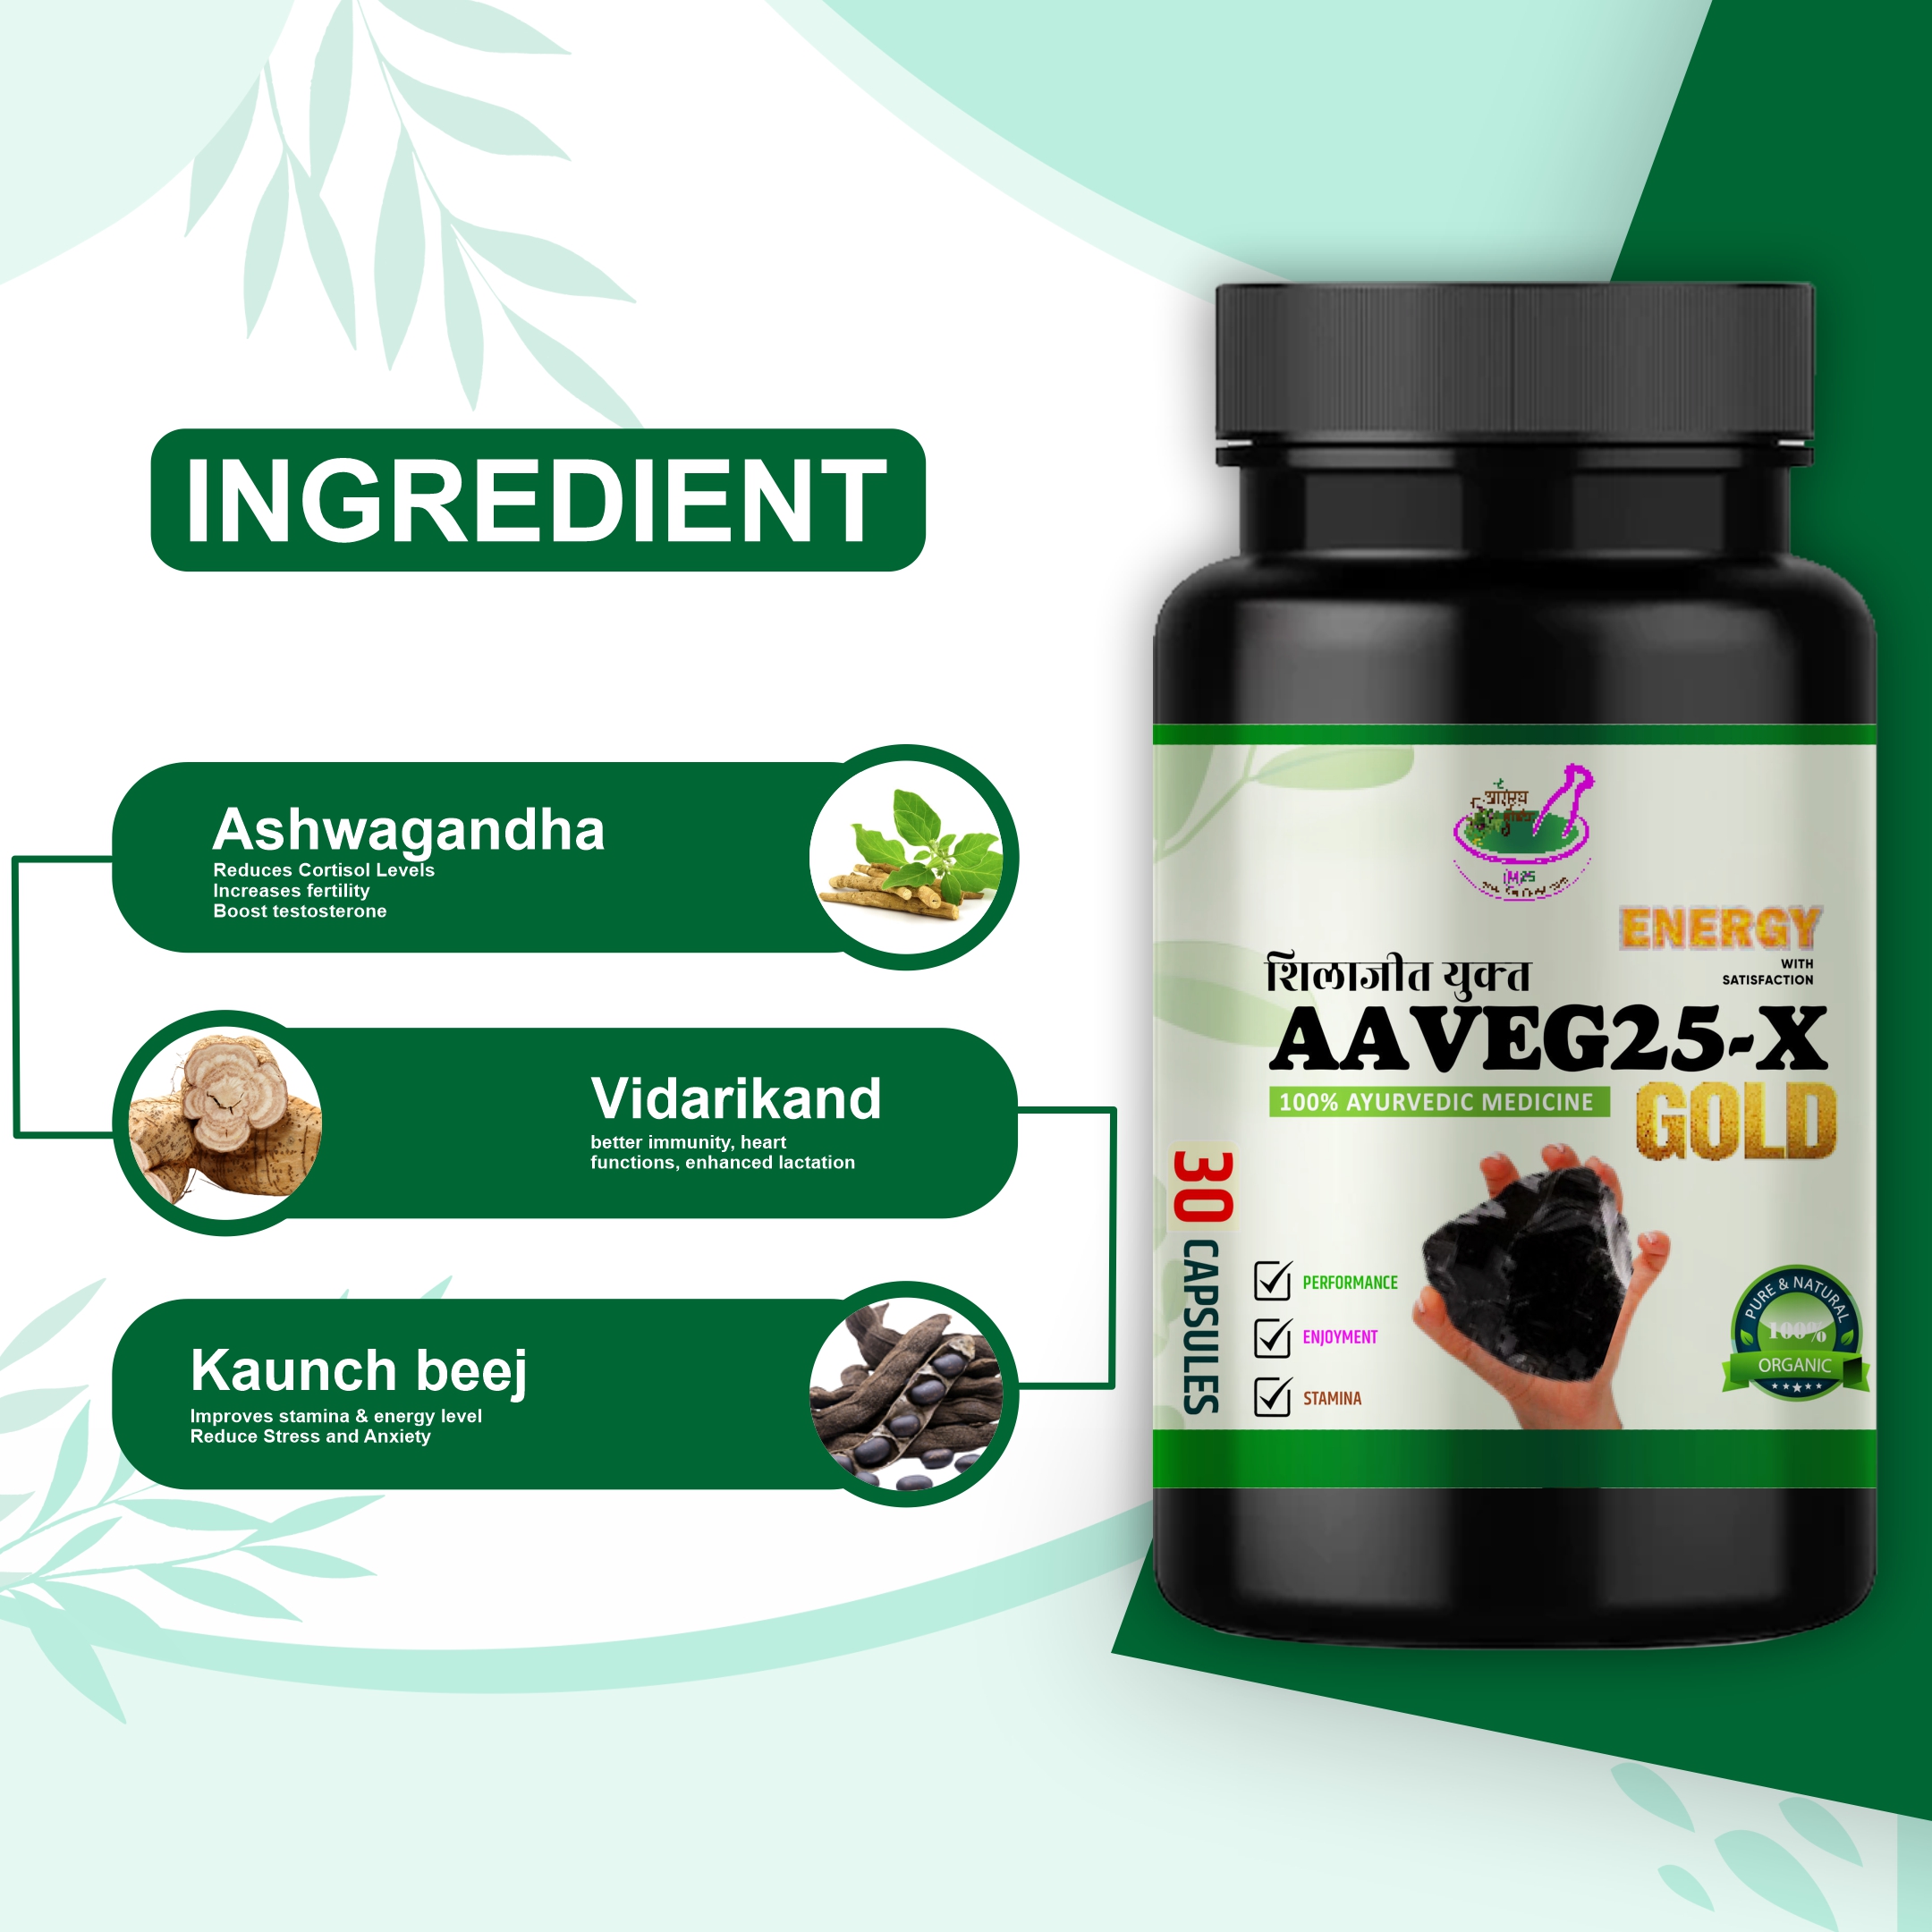 INGREDIENT
Ashwagandha
Reduces Cortisol Levels
Increases fertility
Boost testosterone
Vidarikand
better immunity, heart
functions, enhanced lactation
Kaunch beej
Improves stamina & energy level
Reduce Stress and Anxiety
ENERGY
WITH
SATISFACTION
शिलाजीत युक्त
AAVEG25-X
100% AYURVEDIC MEDICINE
GOLD
30 CAPSULES
PERFORMANCE
ENJOYMENT
STAMINA
PURE & NATURAL
100%
ORGANIC